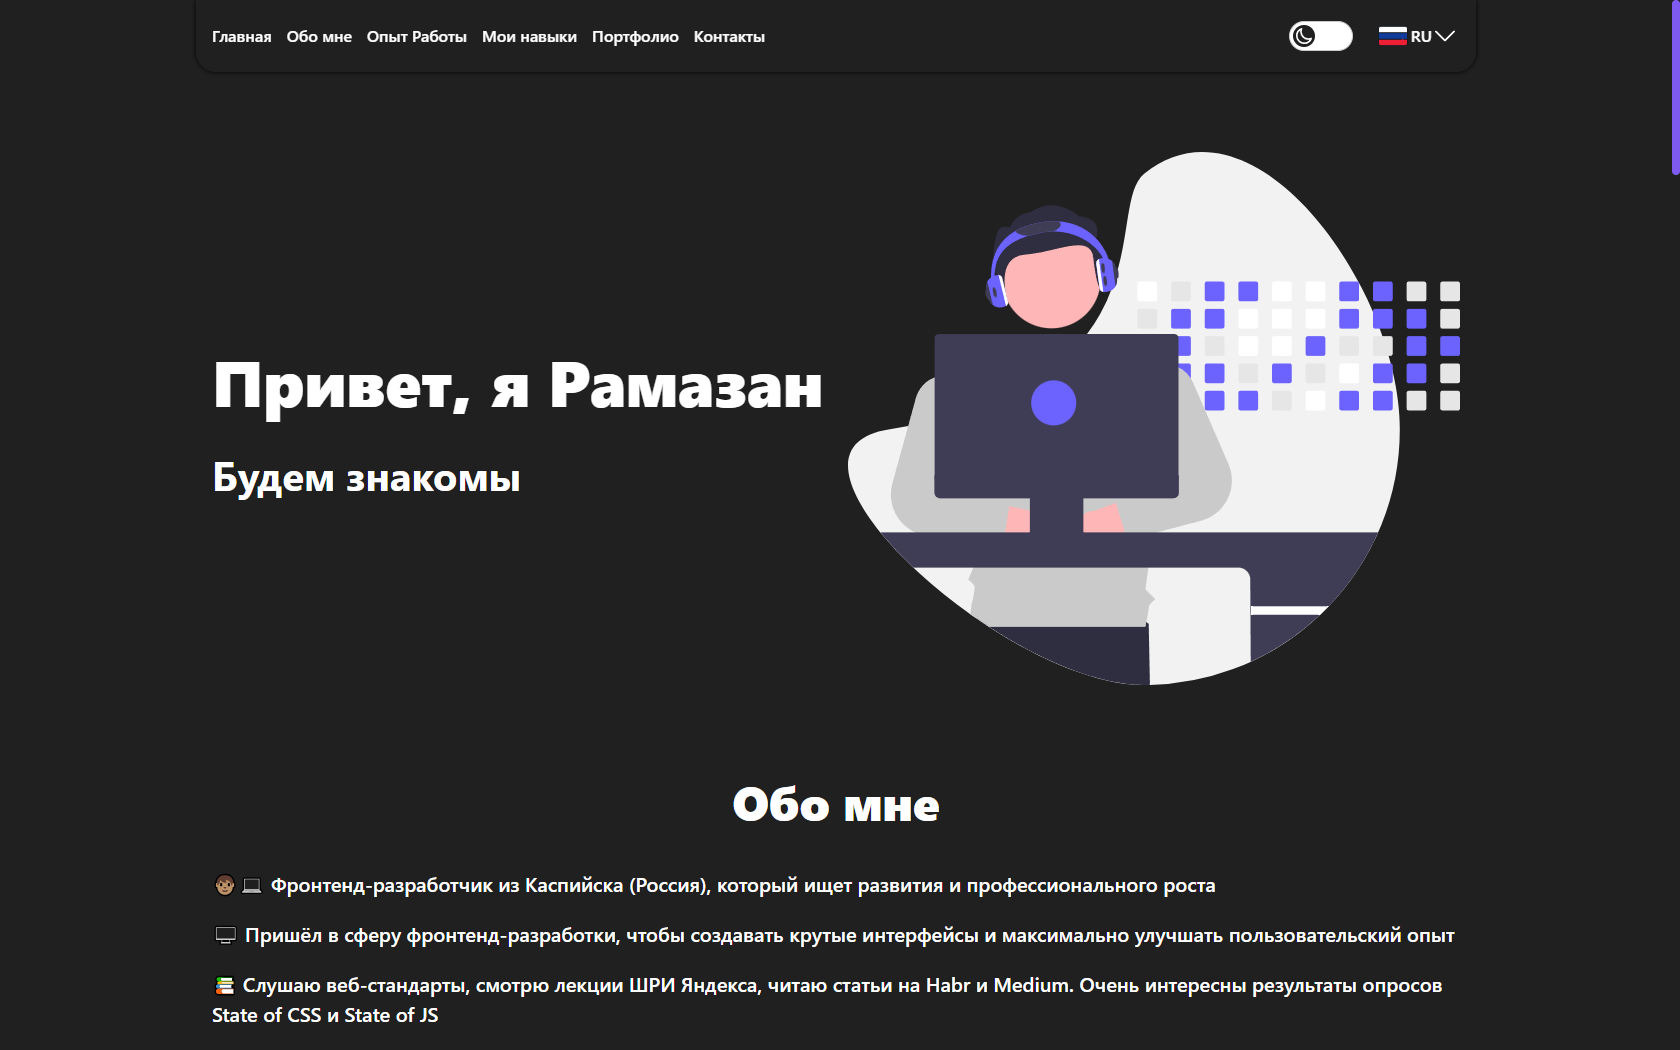 Главная Обо мне Опыт Работы Мои навыки Портфолио Контакты RU
Привет, я Рамазан
Будем знакомы
Обо мне
Фронтенд-разработчик из Каспийска (Россия), который ищет развития и профессионального роста
Пришёл в сферу фронтенд-разработки, чтобы создавать крутые интерфейсы и максимально улучшать пользовательский опыт
Слушаю веб-стандарты, смотрю лекции ШРИ Яндекса, читаю статьи на Habr и Medium. Очень интересны результаты опросов
State of CSS и State of JS